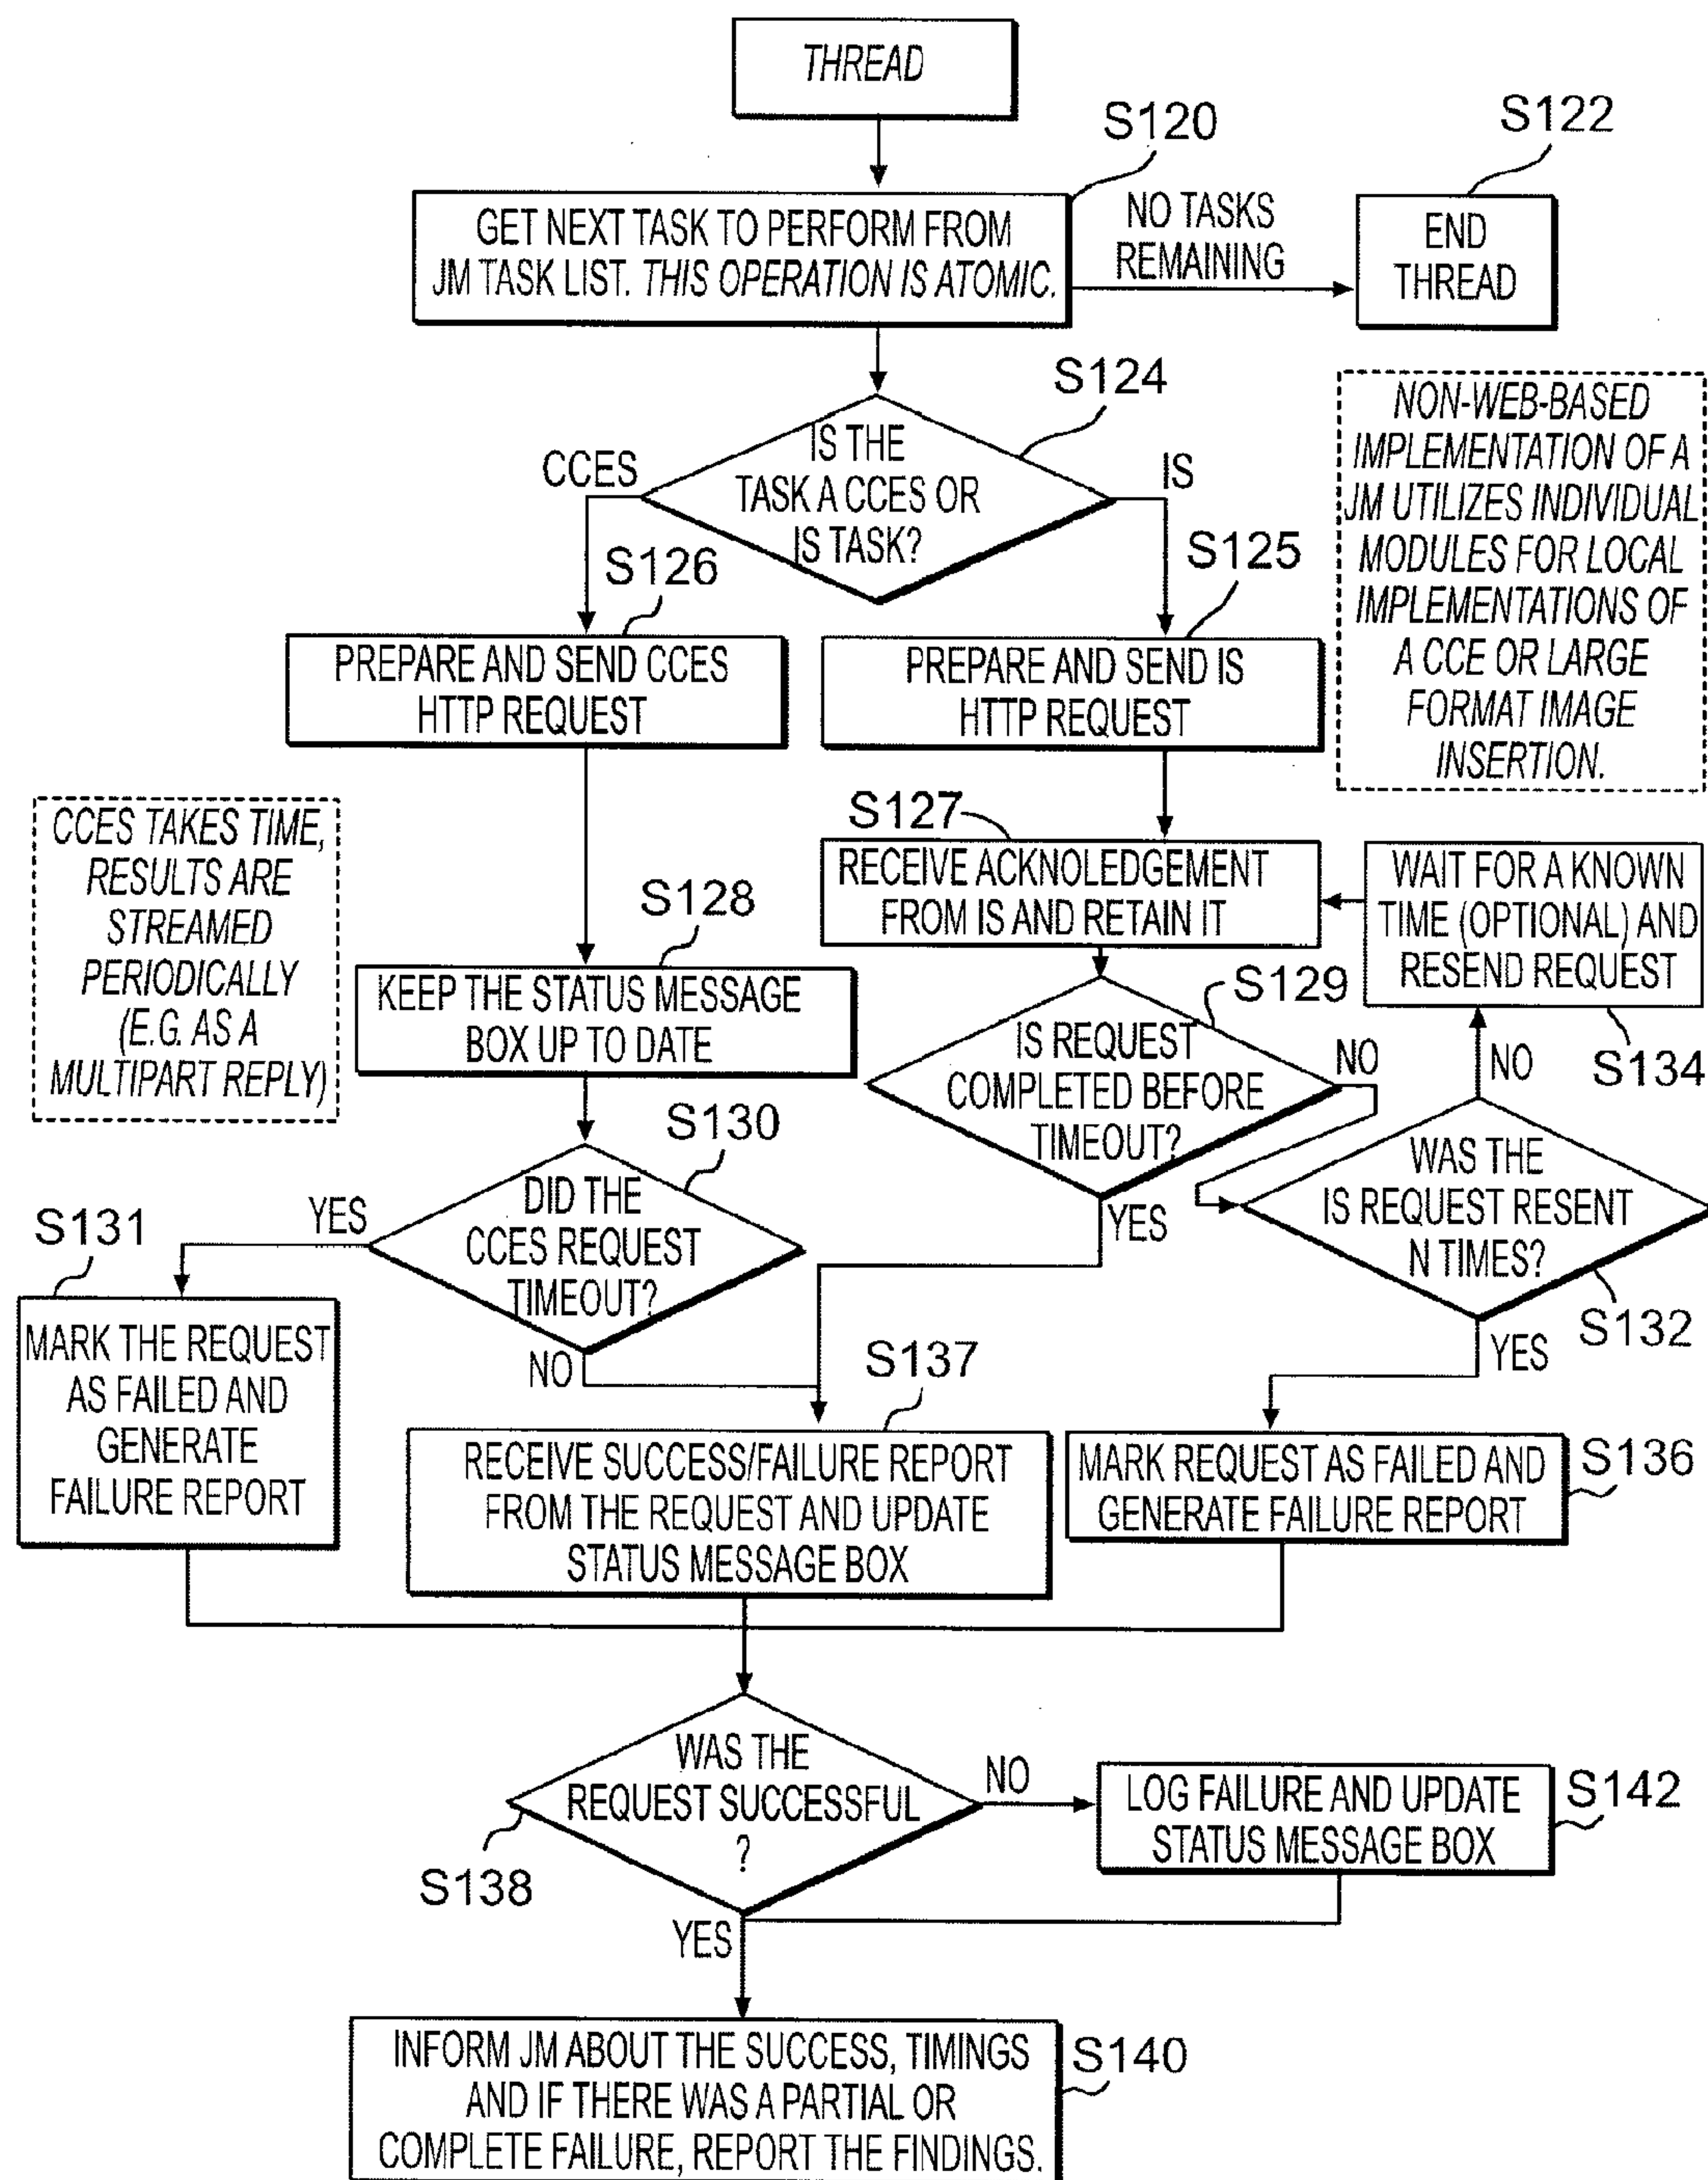 THREAD
S120
GET NEXT TASK TO PERFORM FROM
JM TASK LIST. THIS OPERATION IS ATOMIC.
NO TASKS
REMAINING
S122
END
THREAD
S124
IS THE
TASK A CCES OR
IS TASK?
CCES
IS
NON-WEB-BASED
IMPLEMENTATION OF A
JM UTILIZES INDIVIDUAL
MODULES FOR LOCAL
IMPLEMENTATIONS OF
A CCE OR LARGE
FORMAT IMAGE
INSERTION.
S126
PREPARE AND SEND CCES
HTTP REQUEST
S125
PREPARE AND SEND IS
HTTP REQUEST
CCES TAKES TIME,
RESULTS ARE
STREAMED
PERIODICALLY
(E.G. AS A
MULTIPART REPLY)
S127
RECEIVE ACKNOLEDGEMENT
FROM IS AND RETAIN IT
WAIT FOR A KNOWN
TIME (OPTIONAL) AND
RESEND REQUEST
S134
S128
KEEP THE STATUS MESSAGE
BOX UP TO DATE
S129
IS REQUEST
COMPLETED BEFORE
TIMEOUT?
NO
YES
NO
WAS THE
IS REQUEST RESENT
N TIMES?
S132
YES
S130
DID THE
CCES REQUEST
TIMEOUT?
YES
NO
S131
MARK THE REQUEST
AS FAILED AND
GENERATE
FAILURE REPORT
S137
RECEIVE SUCCESS/FAILURE REPORT
FROM THE REQUEST AND UPDATE
STATUS MESSAGE BOX
MARK REQUEST AS FAILED AND
GENERATE FAILURE REPORT
S136
WAS THE
REQUEST SUCCESSFUL
?
S138
NO
LOG FAILURE AND UPDATE
STATUS MESSAGE BOX
S142
YES
INFORM JM ABOUT THE SUCCESS, TIMINGS
AND IF THERE WAS A PARTIAL OR
COMPLETE FAILURE, REPORT THE FINDINGS.
S140